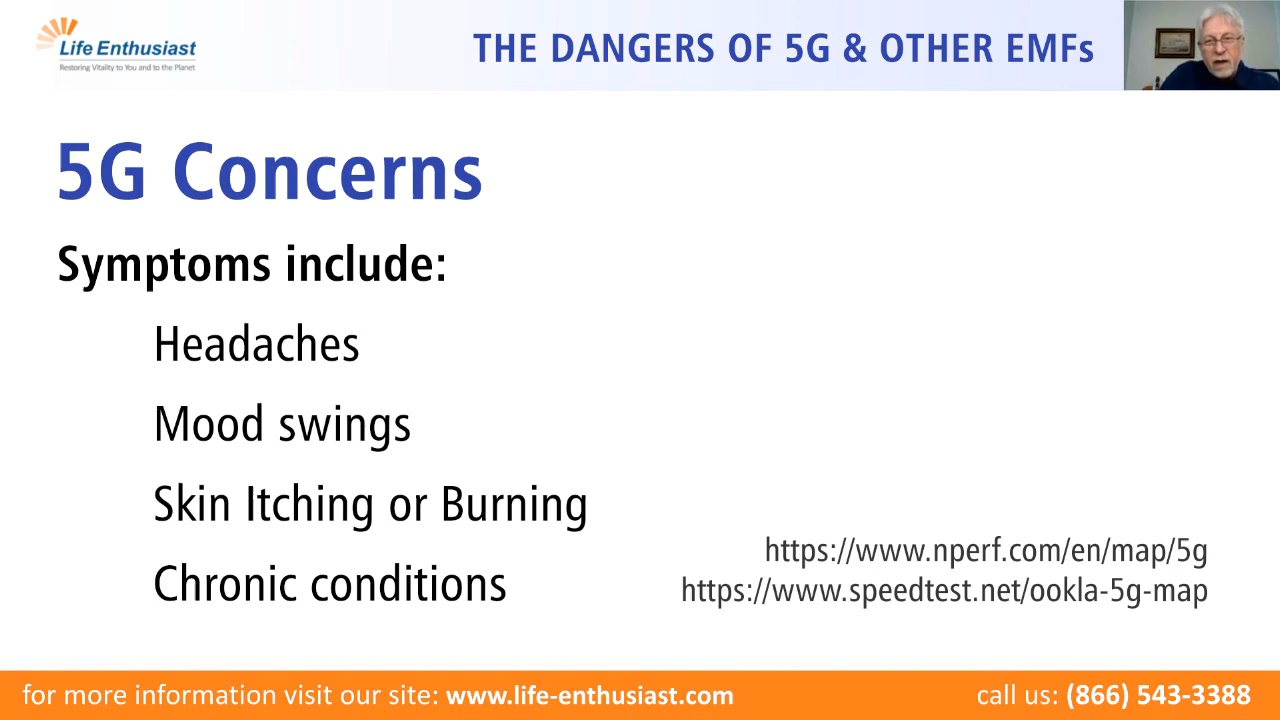 Life Enthusiast
Restoring Vitality to You and to the Planet
THE DANGERS OF 5G & OTHER EMFs
5G Concerns
Symptoms include:
Headaches
Mood swings
Skin Itching or Burning
Chronic conditions
https://www.nperf.com/en/map/5g
https://www.speedtest.net/ookla-5g-map
for more information visit our site: www.life-enthusiast.com
call us: (866) 543-3388